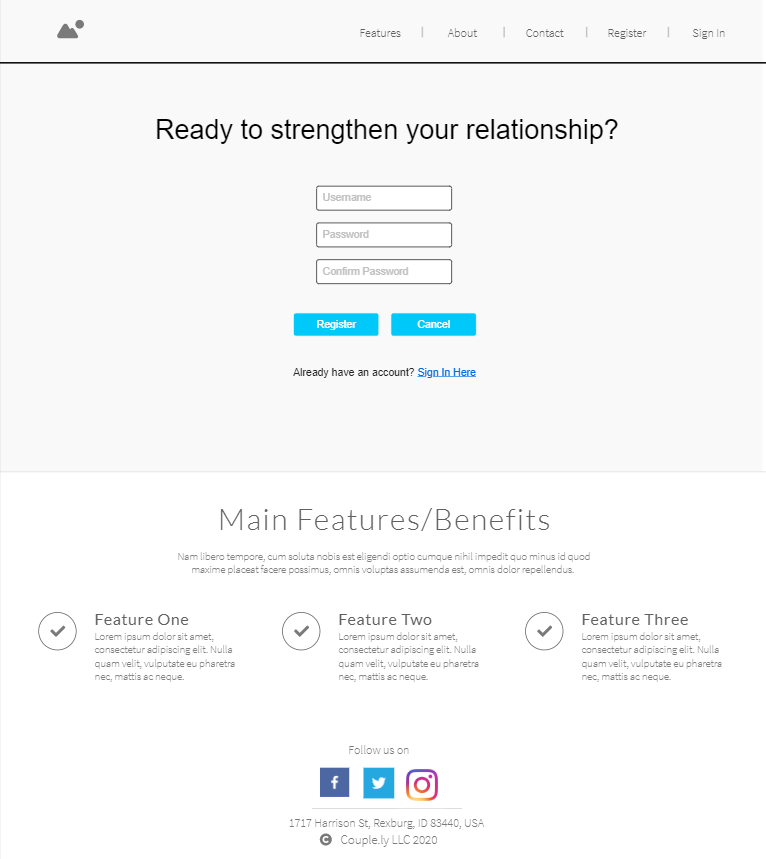 Features | About | Contact | Register | Sign In
Ready to strengthen your relationship?
Username
Password
Confirm Password
Register Cancel
Already have an account? Sign In Here
Main Features/Benefits
Nam libero tempore, cum soluta nobis est eligendi optio cumque nihil impedit quo minus id quod
maxime placeat facere possimus, omnis voluptas assumenda est, omnis dolor repellendus.
Feature One
Lorem ipsum dolor sit amet,
consectetur adipiscing elit. Nulla
quam velit, vulputate eu pharetra
nec, mattis ac neque.
Feature Two
Lorem ipsum dolor sit amet,
consectetur adipiscing elit. Nulla
quam velit, vulputate eu pharetra
nec, mattis ac neque.
Feature Three
Lorem ipsum dolor sit amet,
consectetur adipiscing elit. Nulla
quam velit, vulputate eu pharetra
nec, mattis ac neque.
Follow us on
1717 Harrison St, Rexburg, ID 83440, USA
© Couple.ly LLC 2020